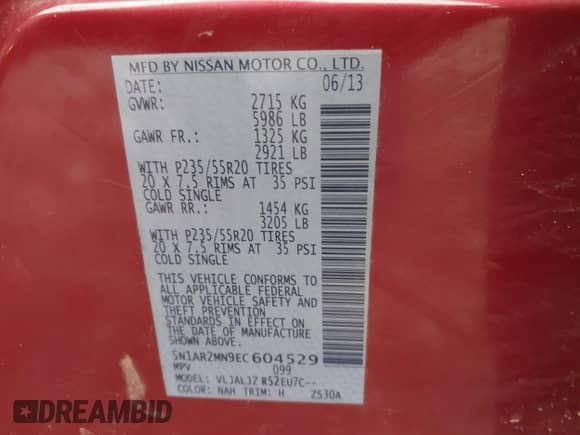 MFD BY NISSAN MOTOR CO., LTD.
DATE: 06/13
GVWR: 2715 KG
5986 LB
GAWR FR.: 1325 KG
2921 LB
WITH P235/55R20 TIRES
20 X 7.5 RIMS AT 35 PSI
COLD SINGLE
GAWR RR.: 1454 KG
3205 LB
WITH P235/55R20 TIRES
20 X 7.5 RIMS AT 35 PSI
COLD SINGLE
THIS VEHICLE CONFORMS TO
ALL APPLICABLE FEDERAL
MOTOR VEHICLE SAFETY AND
THEFT PREVENTION
STANDARDS IN EFFECT ON
THE DATE OF MANUFACTURE
SHOWN ABOVE.
5N1AR2MN9EC604529
MPV 099
MODEL: VLJALJZ R52EU7C--
COLOR: NAH TRIM: H ZS30A
DREAMBID